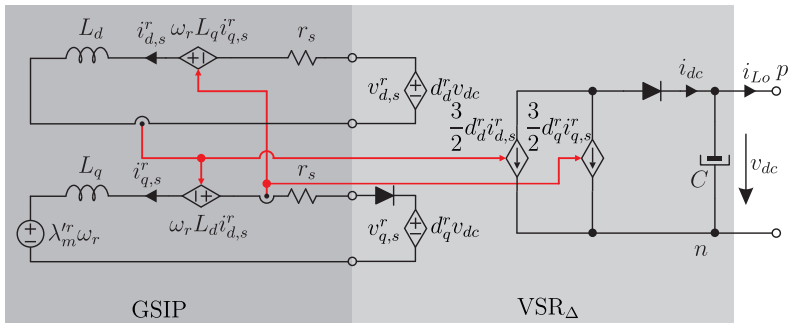 L_d i^r_{d,s} ω_r L_q i^r_{q,s} r_s
v^r_{d,s} d^r_d v_{dc}
i_{dc} i_{Lo} p
3/2 d^r_d i^r_{d,s} 3/2 d^r_q i^r_{q,s}
L_q i^r_{q,s} r_s
C v_{dc}
λ'^r_m ω_r ω_r L_d i^r_{d,s} v^r_{q,s} d^r_q v_{dc}
n
GSIP VSR_Δ